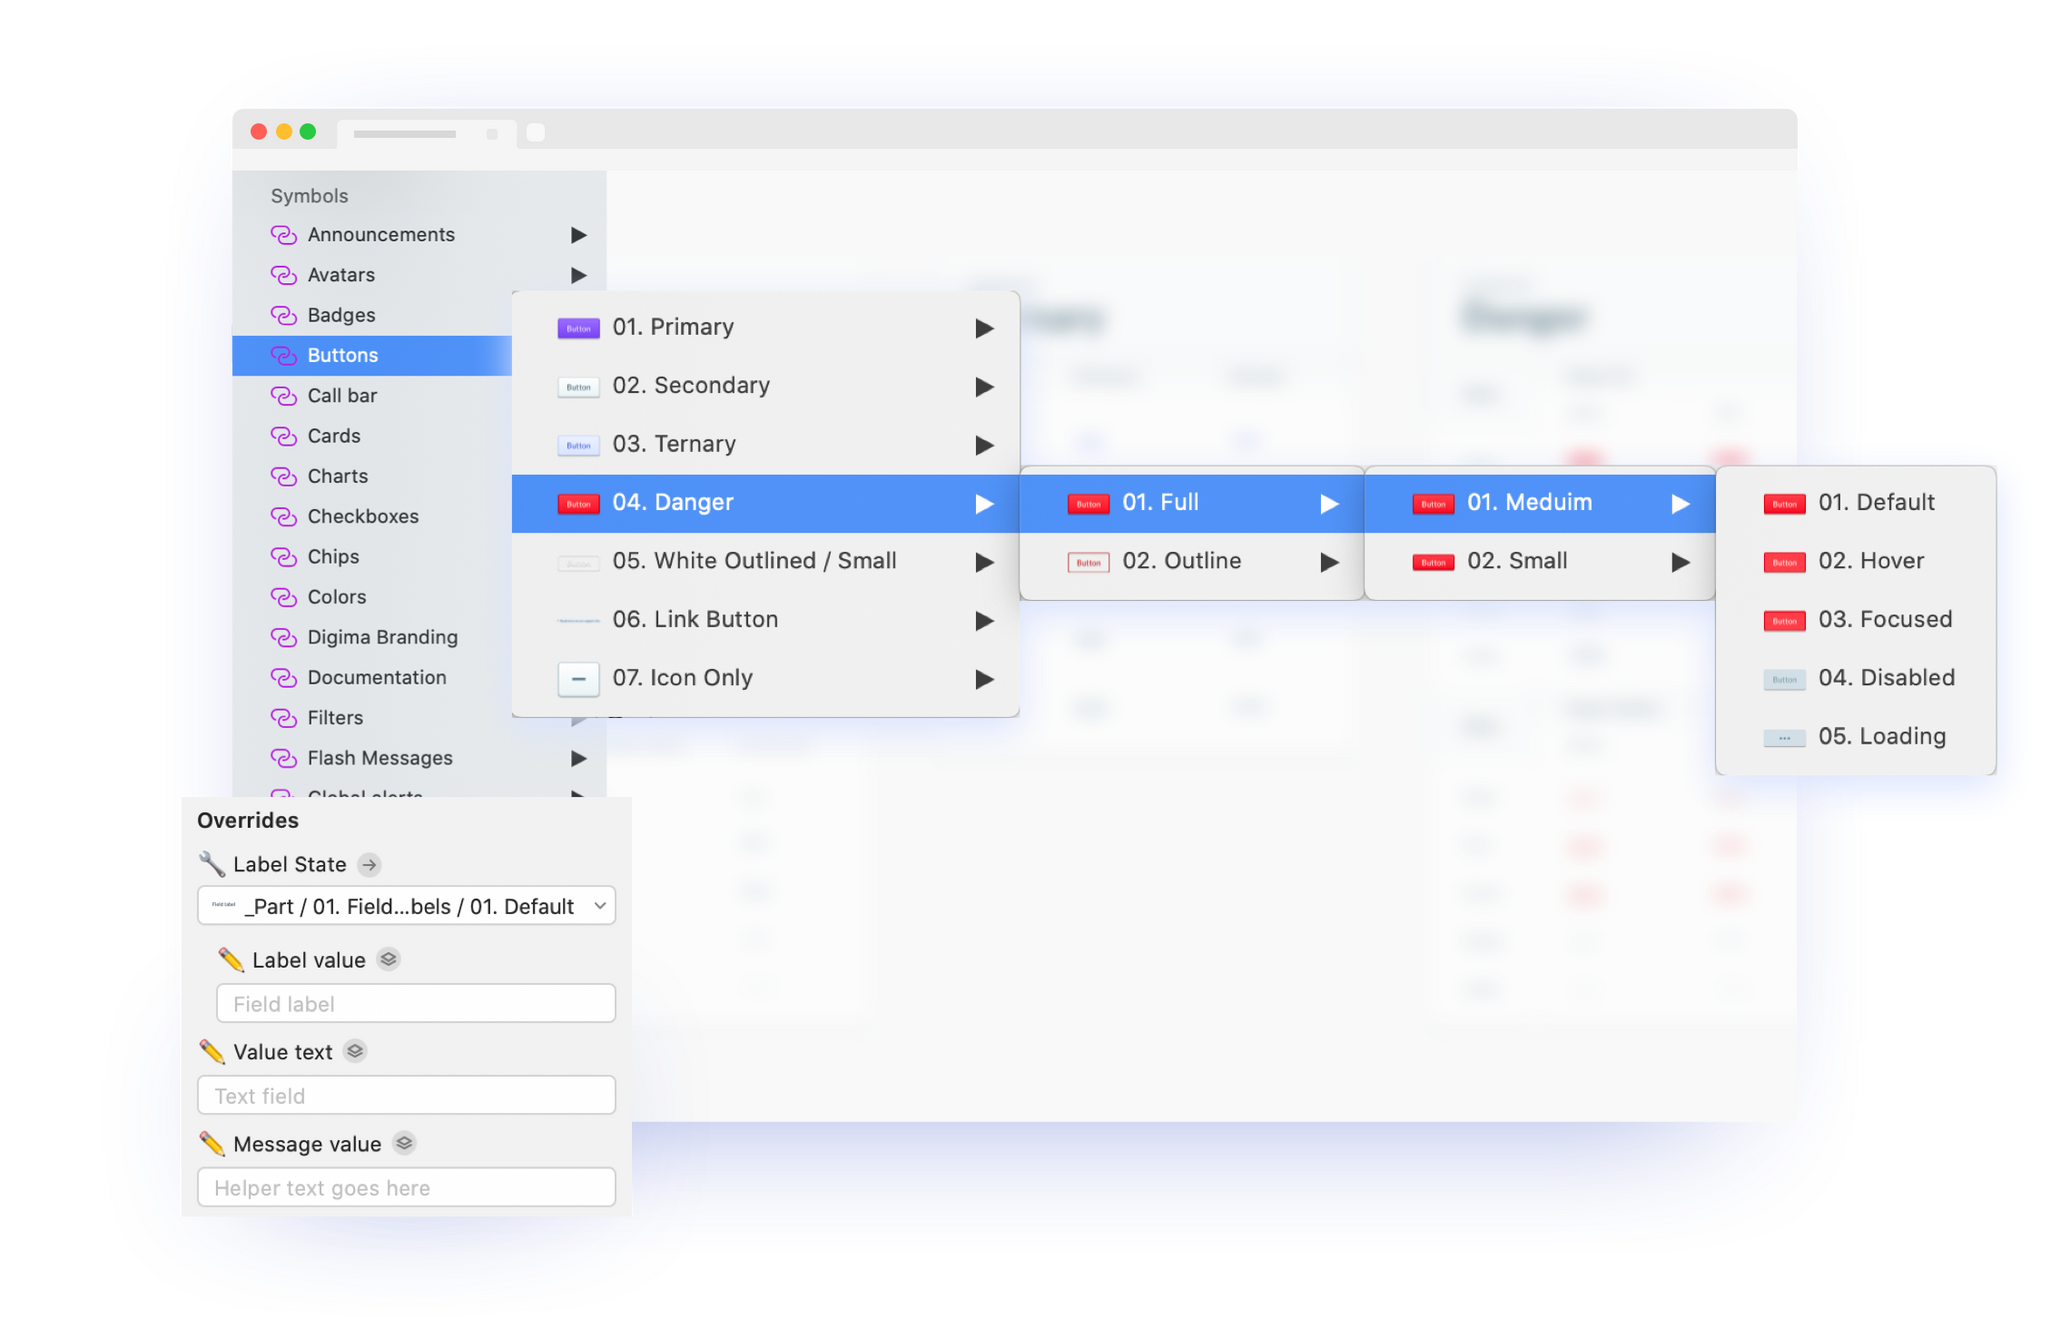 Symbols
Announcements
Avatars
Badges
Buttons
Call bar
Cards
Charts
Checkboxes
Chips
Colors
Digima Branding
Documentation
Filters
Flash Messages
Global alerts
Button 01. Primary
Button 02. Secondary
Button 03. Ternary
Button 04. Danger
05. White Outlined / Small
06. Link Button
07. Icon Only
Button 01. Full
Button 02. Outline
Button 01. Meduim
Button 02. Small
Button 01. Default
Button 02. Hover
Button 03. Focused
Button 04. Disabled
05. Loading
Danger
Overrides
Label State
Field label _Part / 01. Field...bels / 01. Default
Label value
Field label
Value text
Text field
Message value
Helper text goes here